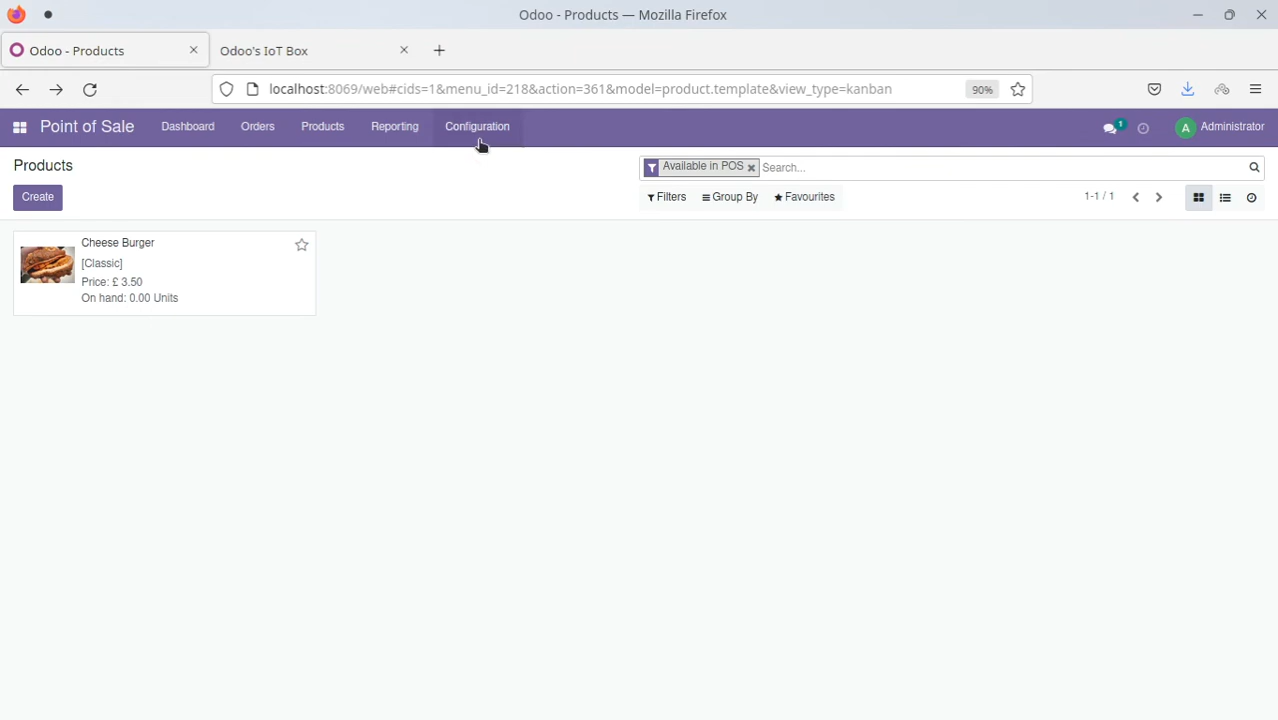 Odoo - Products — Mozilla Firefox
Odoo - Products
Odoo's IoT Box
localhost:8069/web#cids=1&menu_id=218&action=361&model=product.template&view_type=kanban
90%
Point of Sale
Dashboard
Orders
Products
Reporting
Configuration
1
A
Administrator
Products
Available in POS
Search...
Create
Filters
Group By
Favourites
1-1 / 1
Cheese Burger
[Classic]
Price: £ 3.50
On hand: 0.00 Units